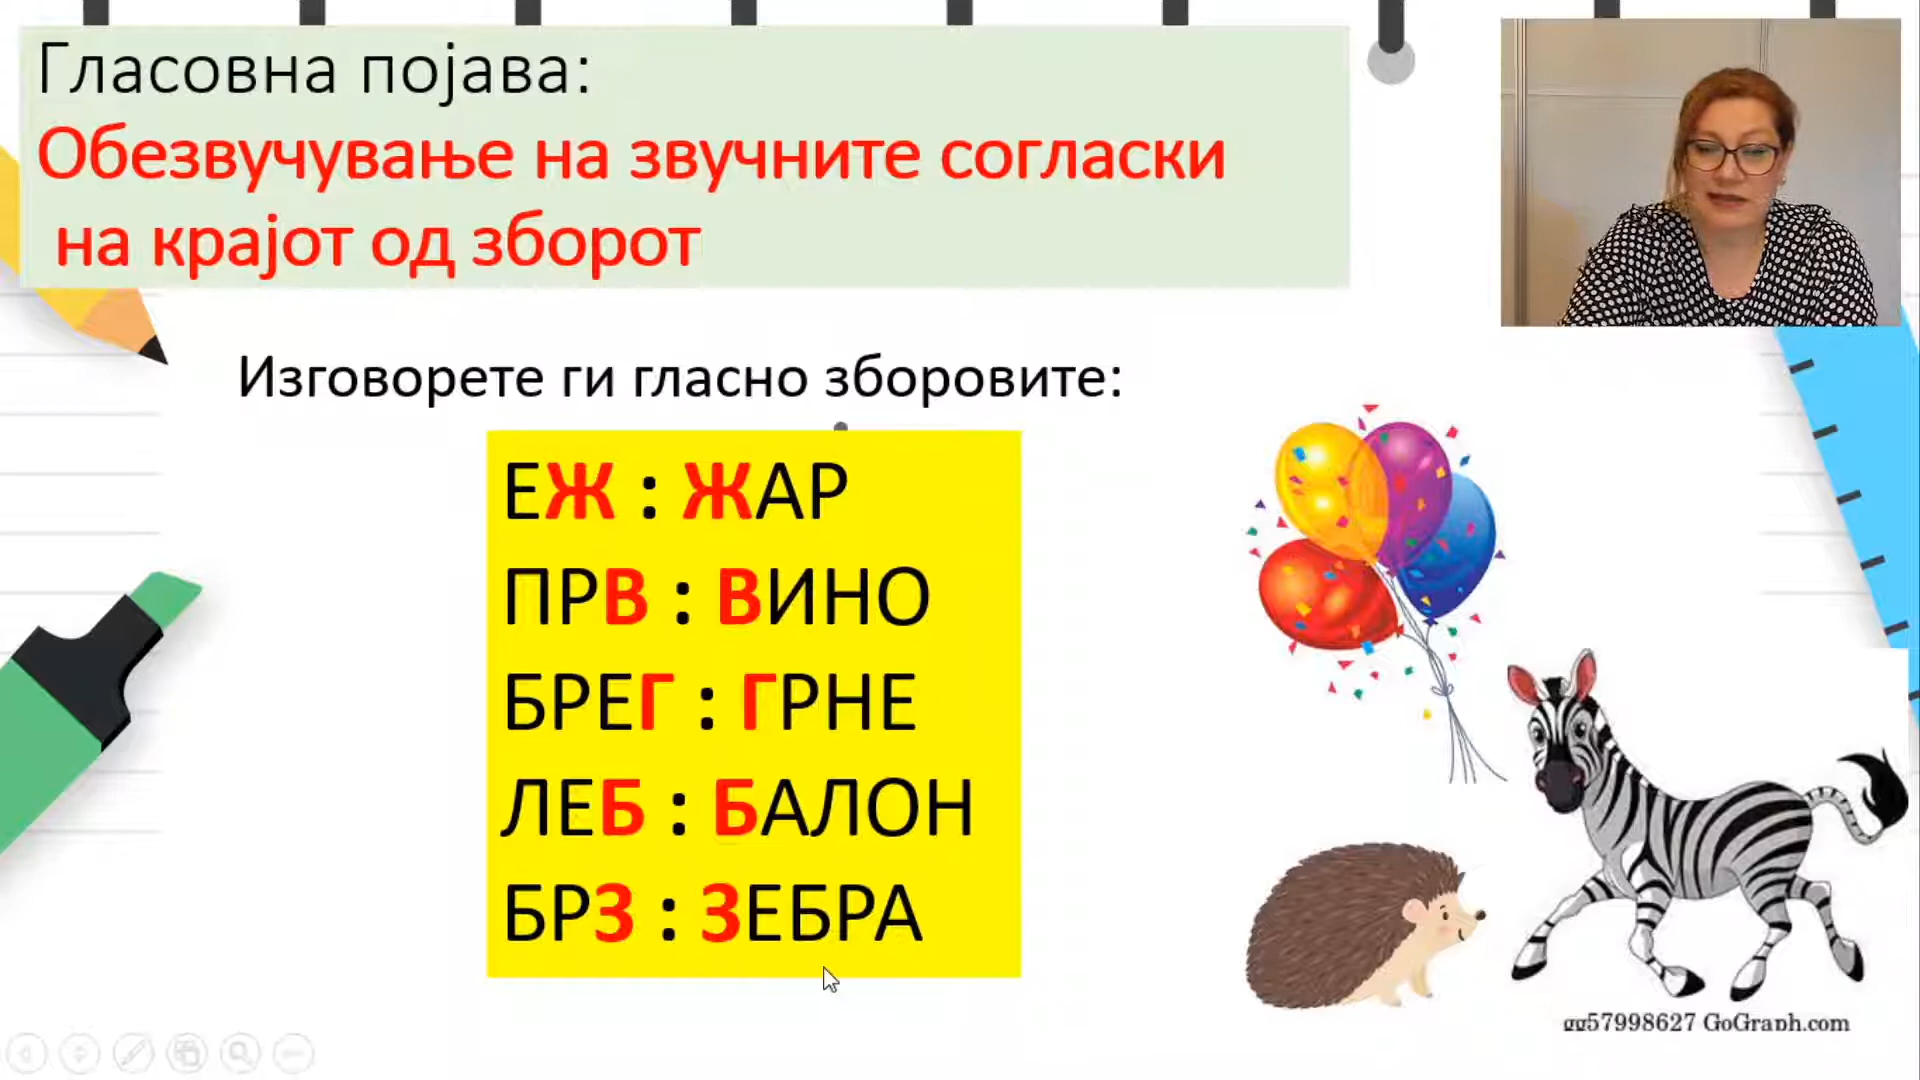 Гласовна појава:
Обезвучување на звучните согласки
на крајот од зборот
Изговорете ги гласно зборовите:
ЕЖ : ЖАР
ПРВ : ВИНО
БРЕГ : ГРНЕ
ЛЕБ : БАЛОН
БРЗ : ЗЕБРА
gg57998627 GoGraph.com